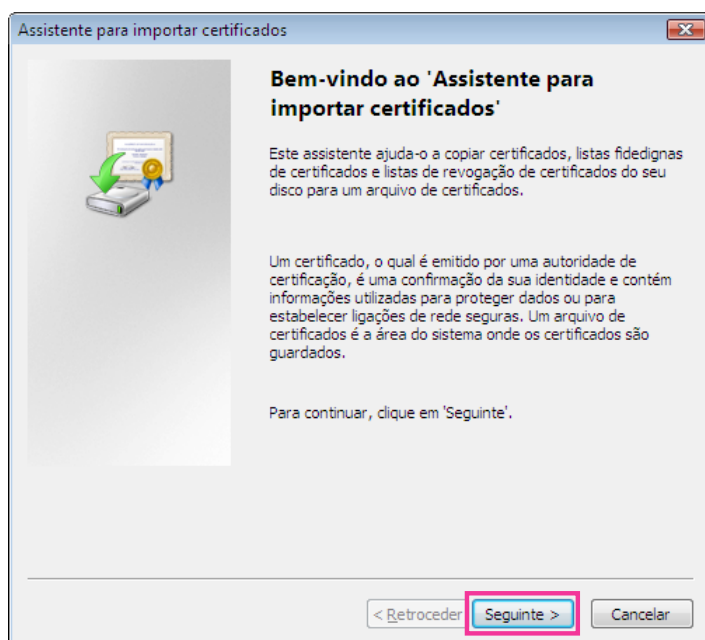 Assistente para importar certificados
Bem-vindo ao 'Assistente para
importar certificados'
Este assistente ajuda-o a copiar certificados, listas fidedignas
de certificados e listas de revogação de certificados do seu
disco para um arquivo de certificados.
Um certificado, o qual é emitido por uma autoridade de
certificação, é uma confirmação da sua identidade e contém
informações utilizadas para proteger dados ou para
estabelecer ligações de rede seguras. Um arquivo de
certificados é a área do sistema onde os certificados são
guardados.
Para continuar, clique em 'Seguinte'.
< Retroceder Seguinte > Cancelar